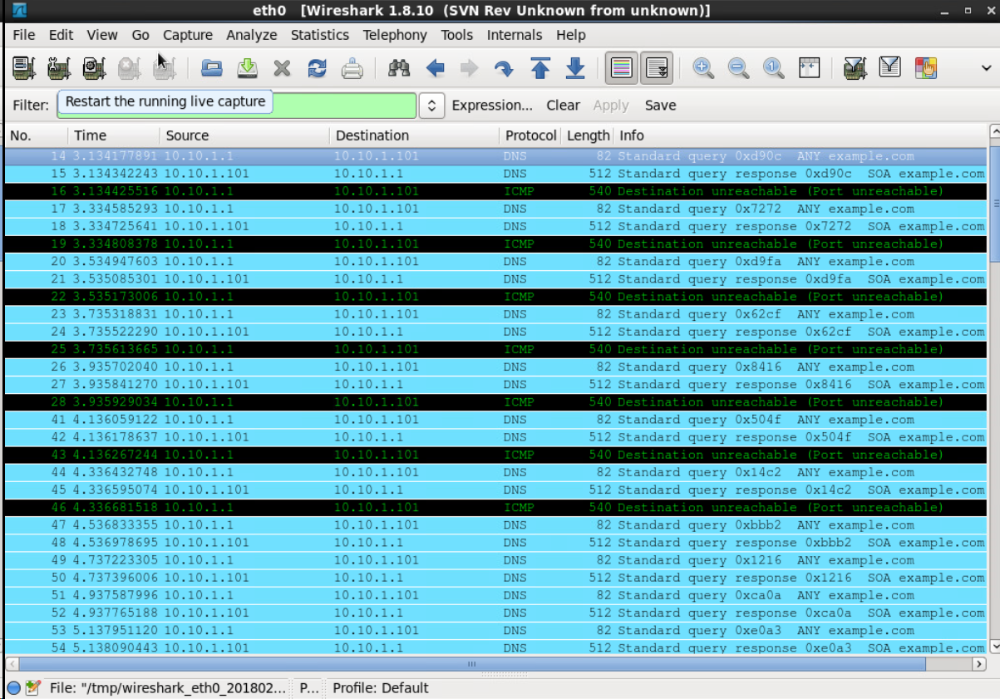 eth0 [Wireshark 1.8.10 (SVN Rev Unknown from unknown)]
File Edit View Go Capture Analyze Statistics Telephony Tools Internals Help
Filter: Restart the running live capture Expression... Clear Apply Save
No. Time Source Destination Protocol Length Info
14 3.134177891 10.10.1.1 10.10.1.101 DNS 82 Standard query 0xd90c ANY example.com
15 3.134342243 10.10.1.101 10.10.1.1 DNS 512 Standard query response 0xd90c SOA example.com
16 3.134425516 10.10.1.1 10.10.1.101 ICMP 540 Destination unreachable (Port unreachable)
17 3.334585293 10.10.1.1 10.10.1.101 DNS 82 Standard query 0x7272 ANY example.com
18 3.334725641 10.10.1.101 10.10.1.1 DNS 512 Standard query response 0x7272 SOA example.com
19 3.334808378 10.10.1.1 10.10.1.101 ICMP 540 Destination unreachable (Port unreachable)
20 3.534947603 10.10.1.1 10.10.1.101 DNS 82 Standard query 0xd9fa ANY example.com
21 3.535085301 10.10.1.101 10.10.1.1 DNS 512 Standard query response 0xd9fa SOA example.com
22 3.535173006 10.10.1.1 10.10.1.101 ICMP 540 Destination unreachable (Port unreachable)
23 3.735318831 10.10.1.1 10.10.1.101 DNS 82 Standard query 0x62cf ANY example.com
24 3.735522290 10.10.1.101 10.10.1.1 DNS 512 Standard query response 0x62cf SOA example.com
25 3.735613665 10.10.1.1 10.10.1.101 ICMP 540 Destination unreachable (Port unreachable)
26 3.935702040 10.10.1.1 10.10.1.101 DNS 82 Standard query 0x8416 ANY example.com
27 3.935841270 10.10.1.101 10.10.1.1 DNS 512 Standard query response 0x8416 SOA example.com
28 3.935929034 10.10.1.1 10.10.1.101 ICMP 540 Destination unreachable (Port unreachable)
41 4.136059122 10.10.1.1 10.10.1.101 DNS 82 Standard query 0x504f ANY example.com
42 4.136178637 10.10.1.101 10.10.1.1 DNS 512 Standard query response 0x504f SOA example.com
43 4.136267244 10.10.1.1 10.10.1.101 ICMP 540 Destination unreachable (Port unreachable)
44 4.336432748 10.10.1.1 10.10.1.101 DNS 82 Standard query 0x14c2 ANY example.com
45 4.336595074 10.10.1.101 10.10.1.1 DNS 512 Standard query response 0x14c2 SOA example.com
46 4.336681518 10.10.1.1 10.10.1.101 ICMP 540 Destination unreachable (Port unreachable)
47 4.536833355 10.10.1.1 10.10.1.101 DNS 82 Standard query 0xbbb2 ANY example.com
48 4.536978695 10.10.1.101 10.10.1.1 DNS 512 Standard query response 0xbbb2 SOA example.com
49 4.737223305 10.10.1.1 10.10.1.101 DNS 82 Standard query 0x1216 ANY example.com
50 4.737396006 10.10.1.101 10.10.1.1 DNS 512 Standard query response 0x1216 SOA example.com
51 4.937587996 10.10.1.1 10.10.1.101 DNS 82 Standard query 0xca0a ANY example.com
52 4.937765188 10.10.1.101 10.10.1.1 DNS 512 Standard query response 0xca0a SOA example.com
53 5.137951120 10.10.1.1 10.10.1.101 DNS 82 Standard query 0xe0a3 ANY example.com
54 5.138090443 10.10.1.101 10.10.1.1 DNS 512 Standard query response 0xe0a3 SOA example.com
File: "/tmp/wireshark_eth0_201802... P... Profile: Default